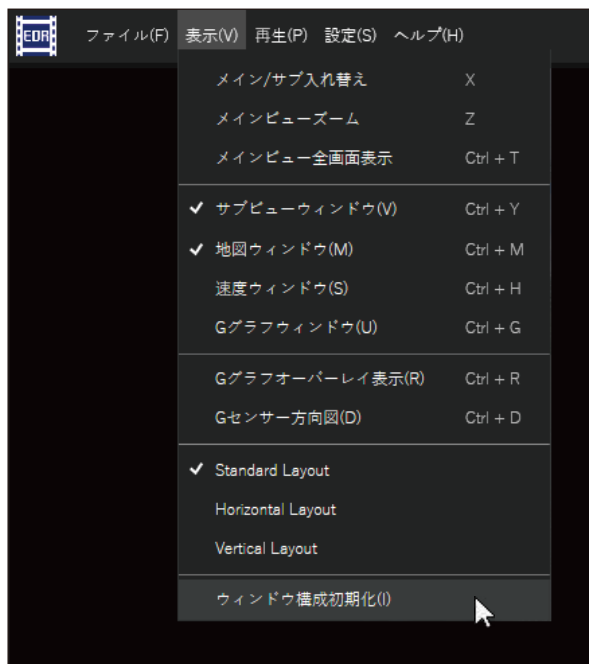 EDR ファイル(F) 表示(V) 再生(P) 設定(S) ヘルプ(H)
メイン/サブ入れ替え X
メインビューズーム Z
メインビュー全画面表示 Ctrl + T
✓ サブビューウィンドウ(V) Ctrl + Y
✓ 地図ウィンドウ(M) Ctrl + M
速度ウィンドウ(S) Ctrl + H
Gグラフウィンドウ(U) Ctrl + G
Gグラフオーバーレイ表示(R) Ctrl + R
Gセンサー方向図(D) Ctrl + D
✓ Standard Layout
Horizontal Layout
Vertical Layout
ウィンドウ構成初期化(I)